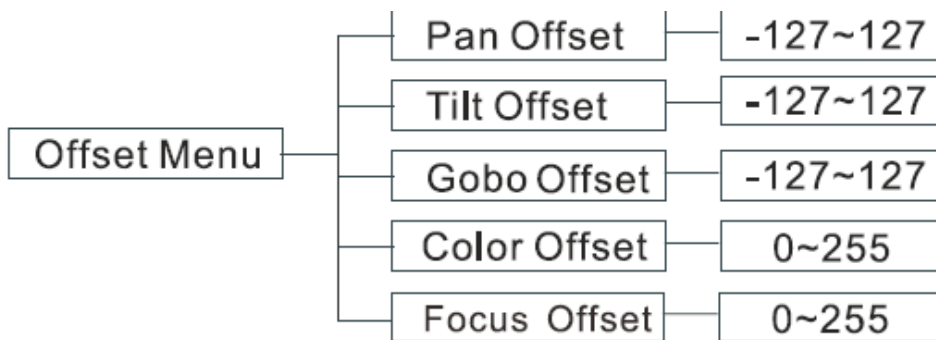 Pan Offset -127~127
Tilt Offset -127~127
Offset Menu
Gobo Offset -127~127
Color Offset 0~255
Focus Offset 0~255